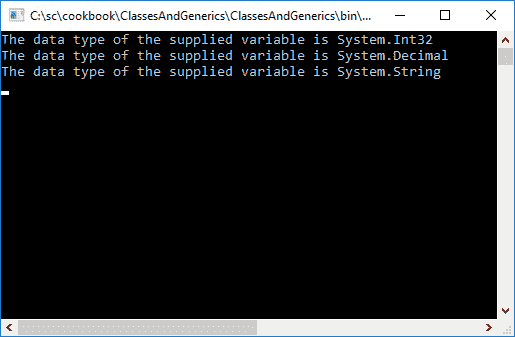 C:\sc\cookbook\ClassesAndGenerics\ClassesAndGenerics\bin\...
The data type of the supplied variable is System.Int32
The data type of the supplied variable is System.Decimal
The data type of the supplied variable is System.String